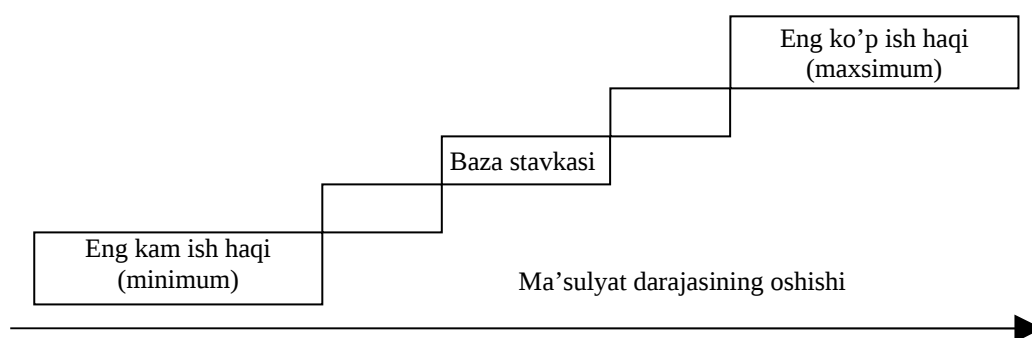 Eng ko’p ish haqi
(maxsimum)
Baza stavkasi
Eng kam ish haqi
(minimum)
Ma’sulyat darajasining oshishi